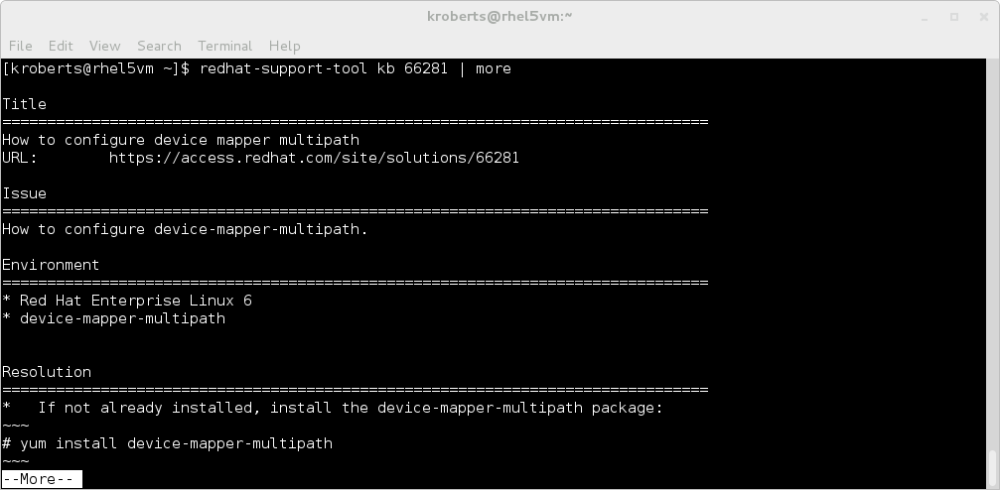 kroberts@rhel5vm:~
File Edit View Search Terminal Help
[kroberts@rhel5vm ~]$ redhat-support-tool kb 66281 | more
Title
===============================================================================
How to configure device mapper multipath
URL:        https://access.redhat.com/site/solutions/66281
Issue
===============================================================================
How to configure device-mapper-multipath.
Environment
===============================================================================
* Red Hat Enterprise Linux 6
* device-mapper-multipath
Resolution
===============================================================================
*   If not already installed, install the device-mapper-multipath package:
~~~
# yum install device-mapper-multipath
~~~
--More--